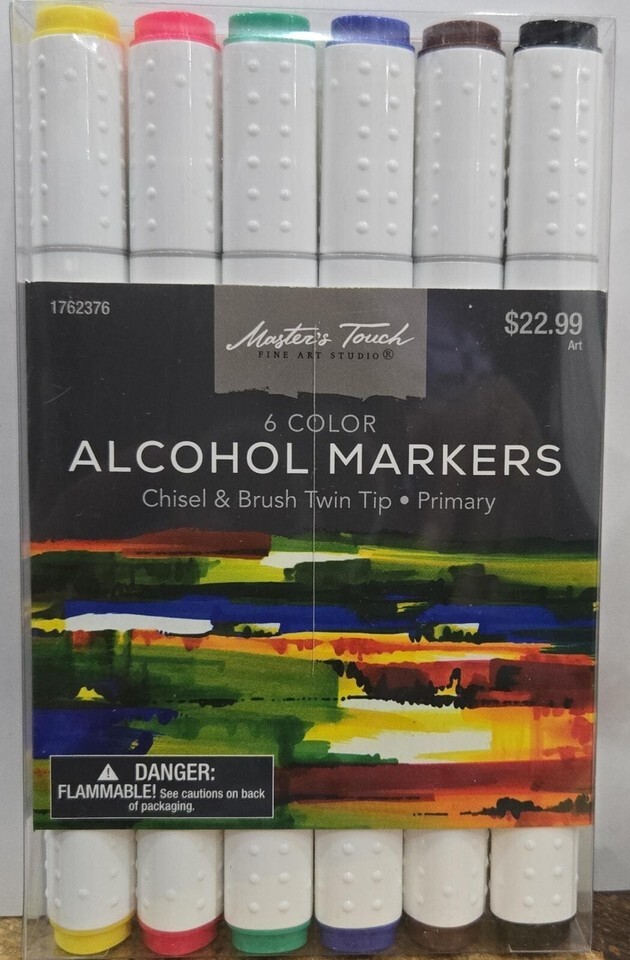 1762376
Master's Touch
FINE ART STUDIO®
$22.99
Art
6 COLOR
ALCOHOL MARKERS
Chisel & Brush Twin Tip • Primary
DANGER:
FLAMMABLE! See cautions on back
of packaging.